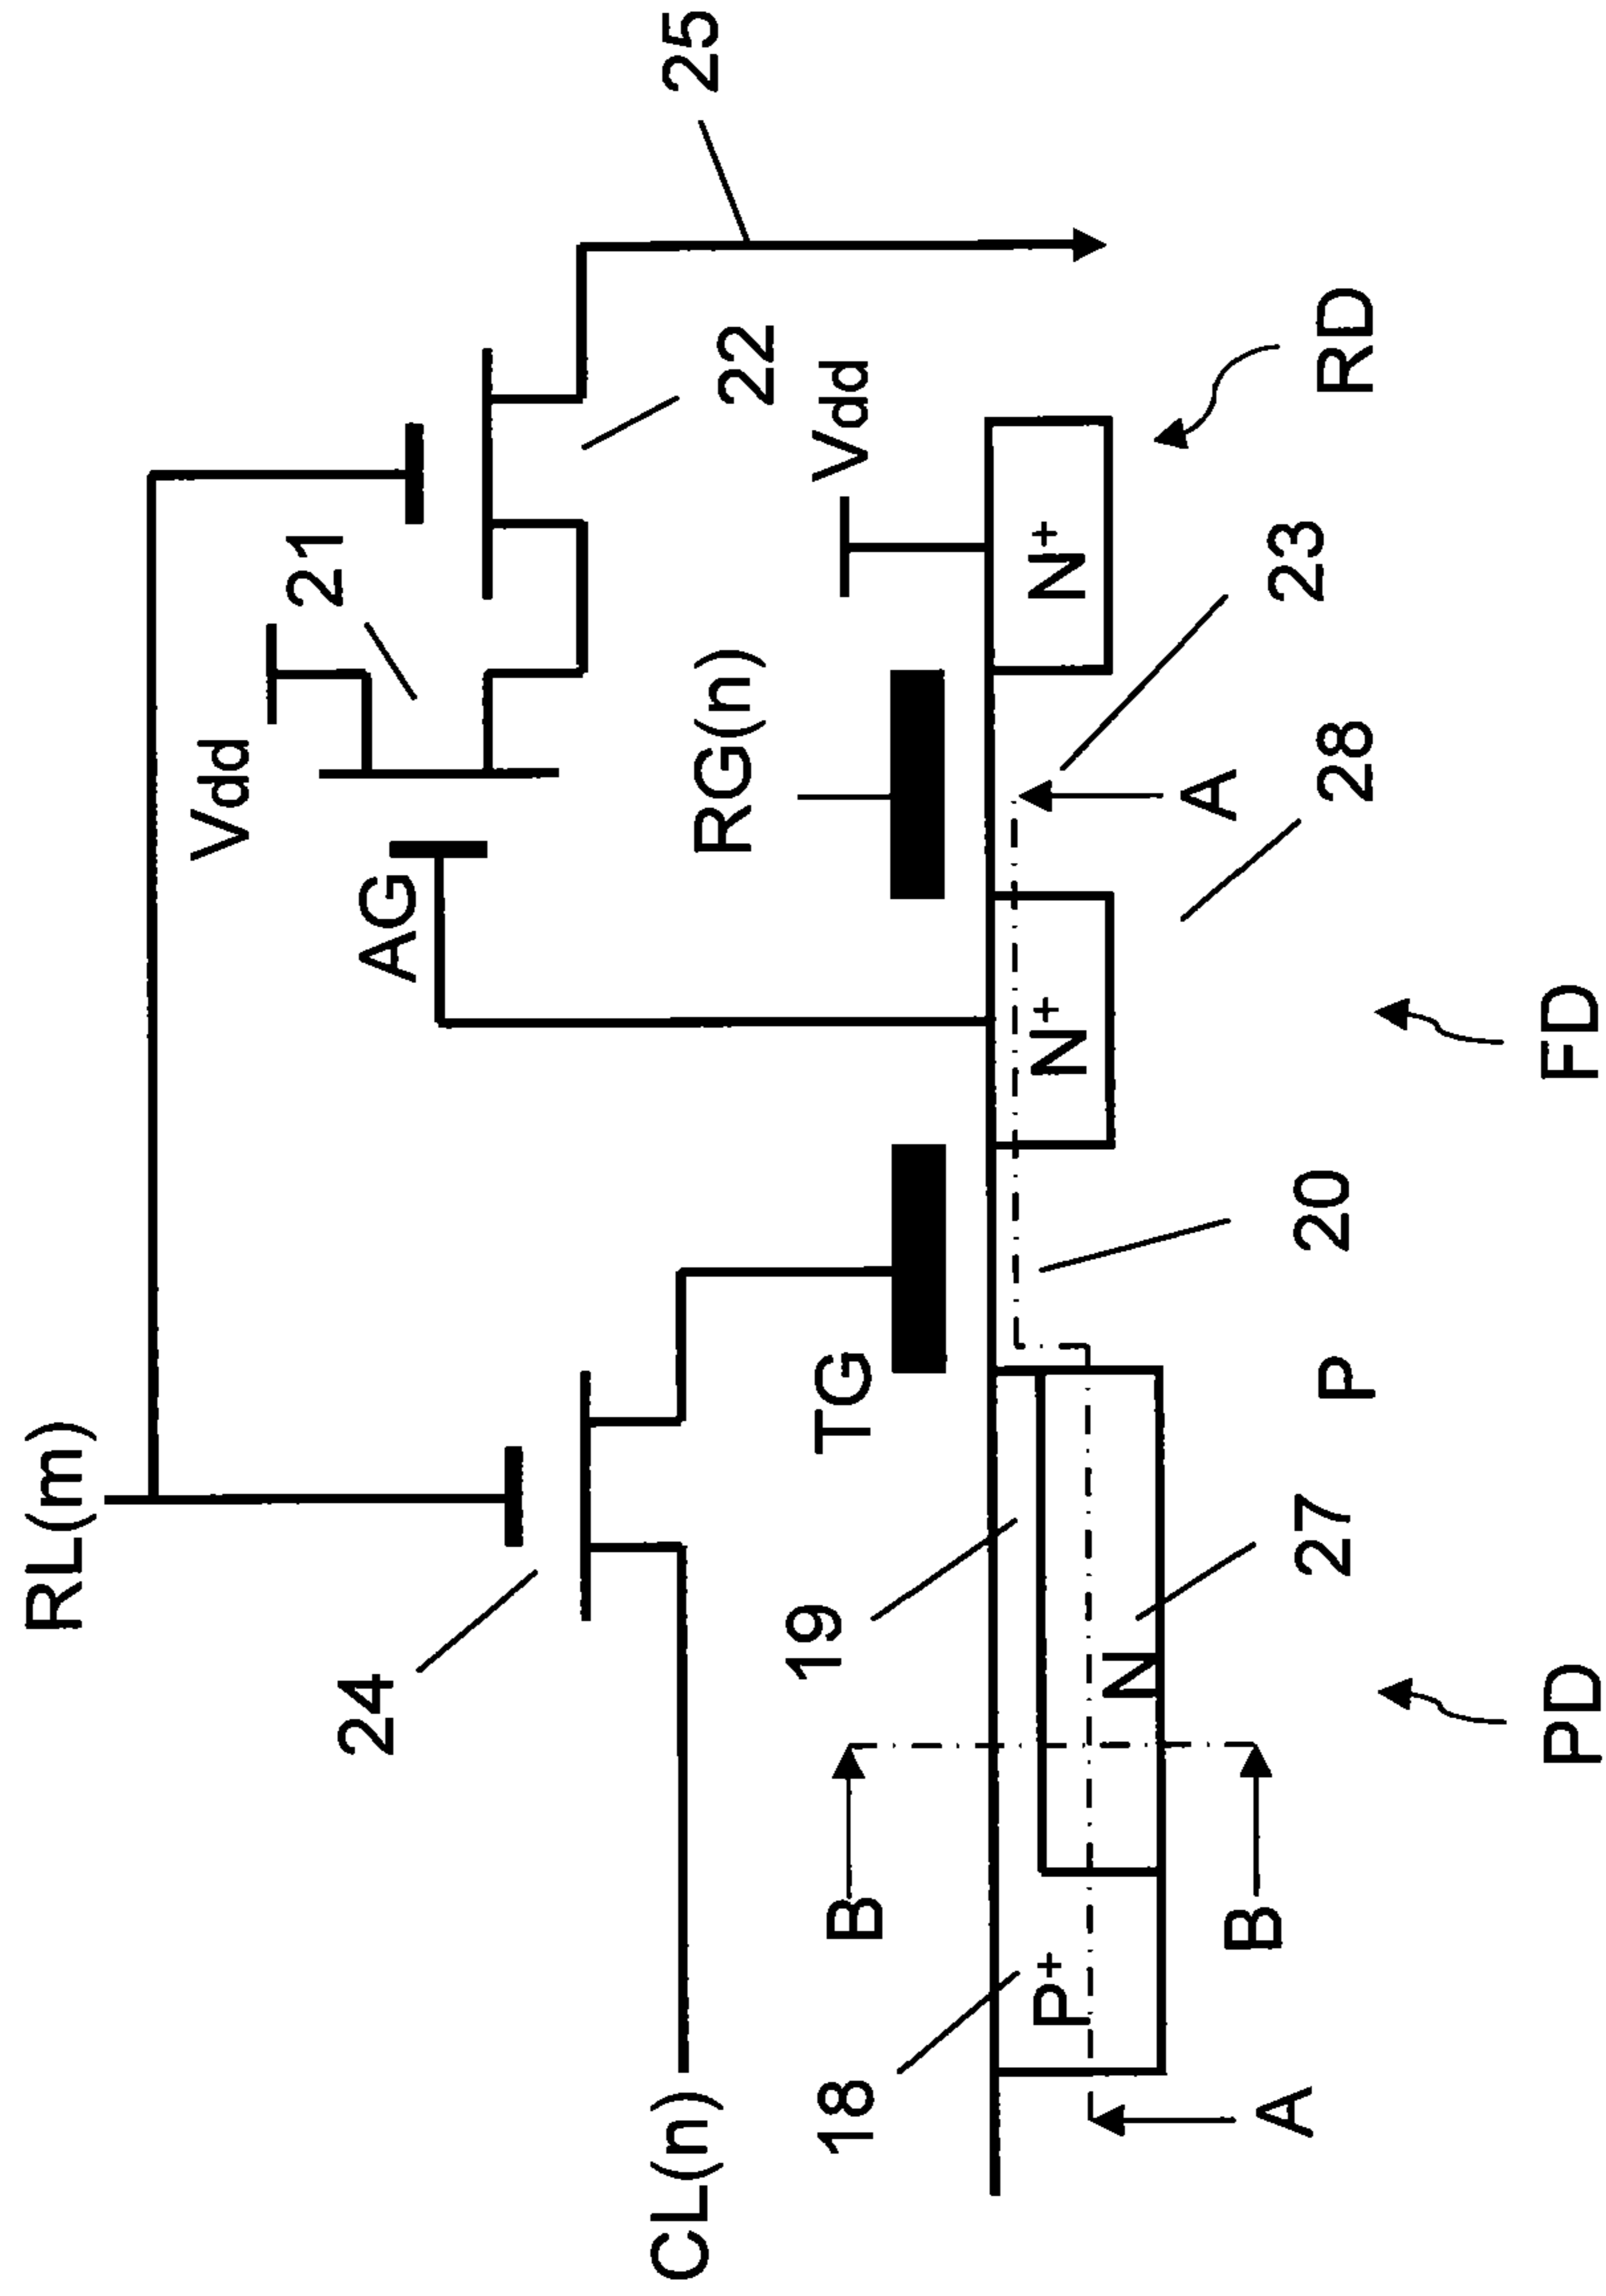 RL(m)
Vdd
21
25
24
AG
22
CL(n)
RG(n)
Vdd
TG
19
18
B
P+
N
N+
N+
A
B
A
27
P
20
28
23
RD
PD
FD